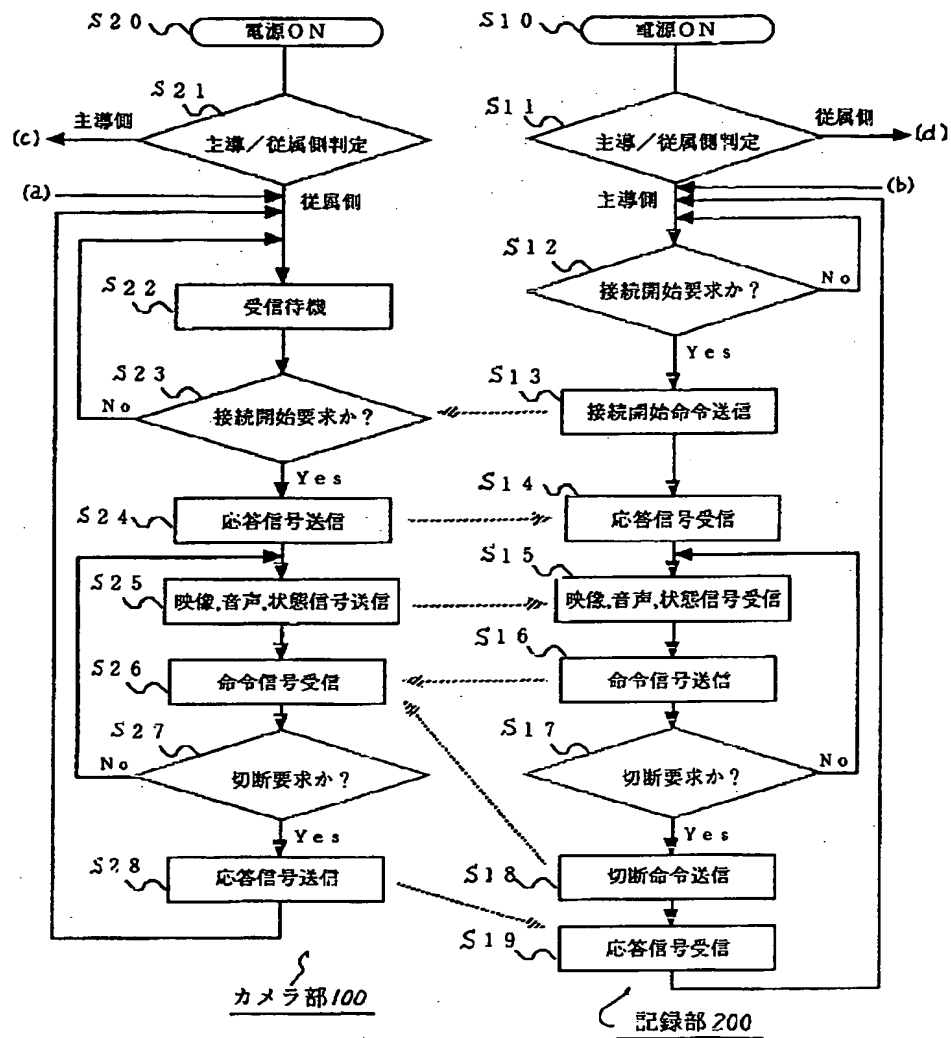 S20
電源ON
S21
主導側
(c)
主導/従属側判定
(a)
従属側
S22
受信待機
S23
No
接続開始要求か?
Yes
S24
応答信号送信
S25
映像,音声,状態信号送信
S26
命令信号受信
S27
No
切断要求か?
Yes
S28
応答信号送信
カメラ部100
S10
電源ON
S11
従属側
(d)
主導/従属側判定
(b)
主導側
S12
No
接続開始要求か?
Yes
S13
接続開始命令送信
S14
応答信号受信
S15
映像,音声,状態信号受信
S16
命令信号送信
S17
No
切断要求か?
Yes
S18
切断命令送信
S19
応答信号受信
記録部200